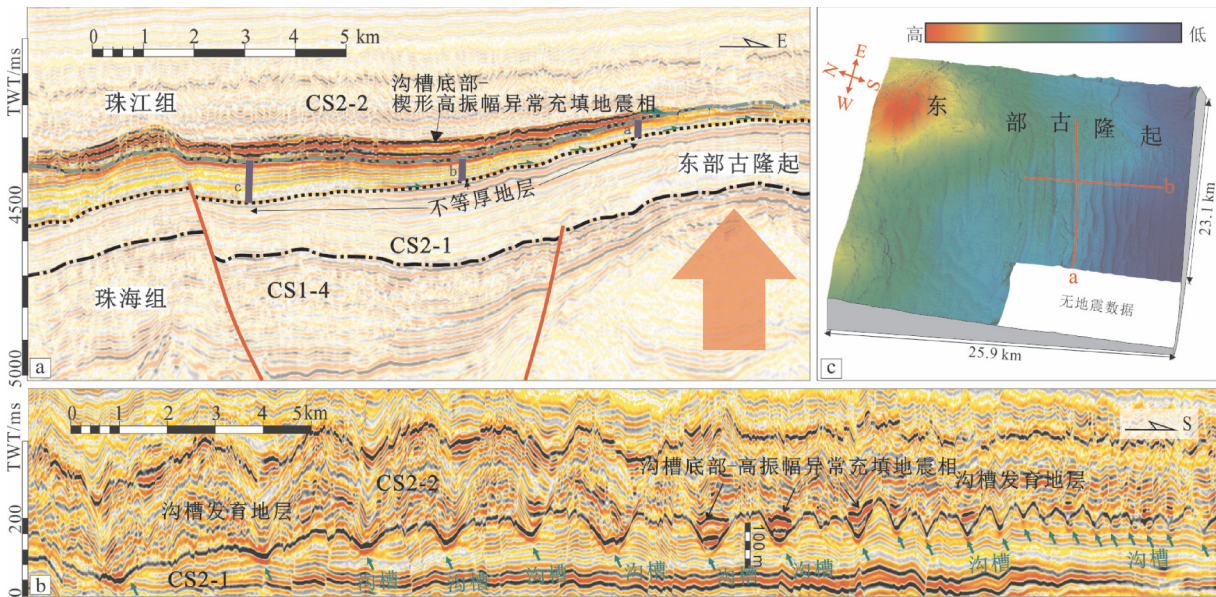 0 1 2 3 4 5 km
E
TWT/ms
4500
5000
珠江组
CS2-2
沟槽底部-
楔形高振幅异常充填地震相
a
b
c
东部古隆起
不等厚地层
CS2-1
CS1-4
珠海组
a
高
低
N
E
S
W
东部古隆起
b
a
无地震数据
23.1 km
25.9 km
c
0 1 2 3 4 5km
S
TWT/ms
200
0
CS2-2
沟槽底部-高振幅异常充填地震相
沟槽发育地层
沟槽发育地层
100 m
CS2-1
沟槽
沟槽
沟槽
沟槽
沟槽
沟槽
沟槽
沟槽
b